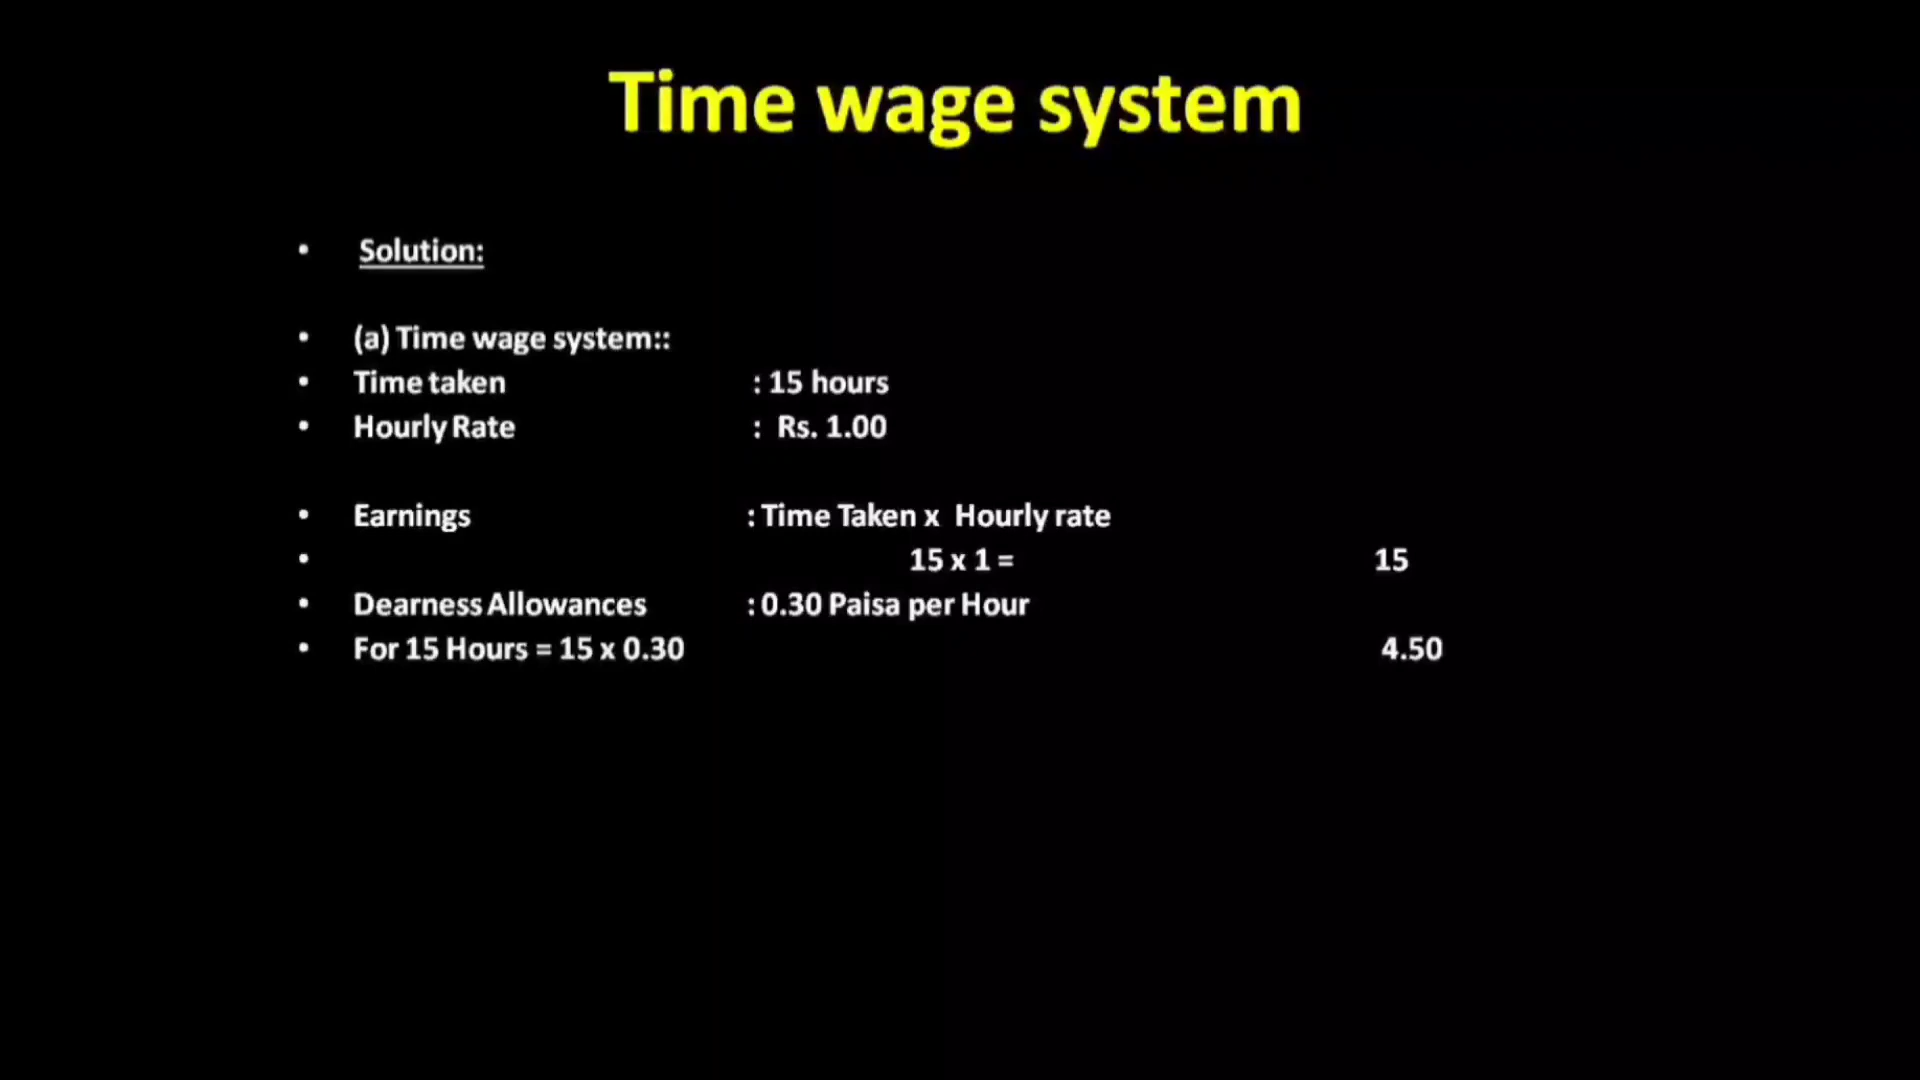 Time wage system
• Solution:
• (a) Time wage system::
• Time taken : 15 hours
• Hourly Rate : Rs. 1.00
• Earnings : Time Taken x Hourly rate
• 15 x 1 = 15
• Dearness Allowances : 0.30 Paisa per Hour
• For 15 Hours = 15 x 0.30 4.50